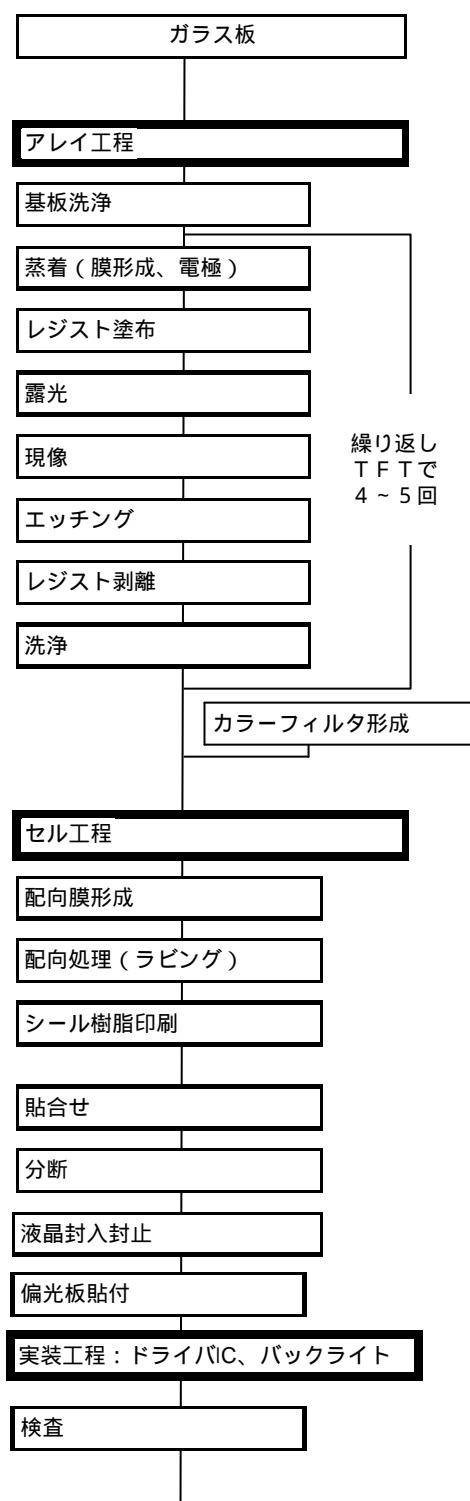 ガラス板
アレイ工程
基板洗浄
蒸着（膜形成、電極）
レジスト塗布
露光
現像
エッチング
レジスト剥離
洗浄
繰り返し
ＴＦＴで
４~５回
カラーフィルタ形成
セル工程
配向膜形成
配向処理（ラビング）
シール樹脂印刷
貼合せ
分断
液晶封入封止
偏光板貼付
実装工程：ドライバIC、バックライト
検査